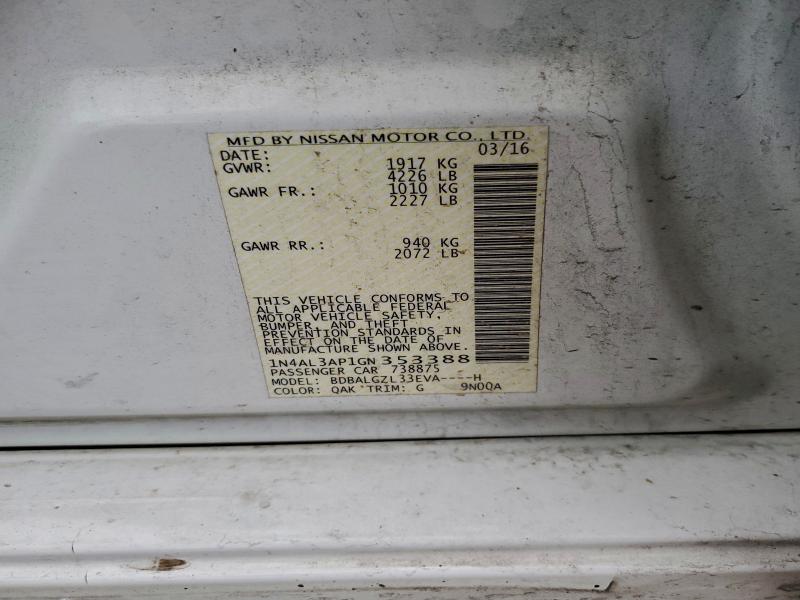 MFD BY NISSAN MOTOR CO., LTD.
DATE: 03/16
GVWR: 1917 KG
4226 LB
GAWR FR.: 1010 KG
2227 LB
GAWR RR.: 940 KG
2072 LB
THIS VEHICLE CONFORMS TO
ALL APPLICABLE FEDERAL
MOTOR VEHICLE SAFETY,
BUMPER, AND THEFT
PREVENTION STANDARDS IN
EFFECT ON THE DATE OF
MANUFACTURE SHOWN ABOVE.
1N4AL3AP1GN353388
PASSENGER CAR 738875
MODEL: BDBALGZL33EVA----H
COLOR: QAK TRIM: G 9N0QA